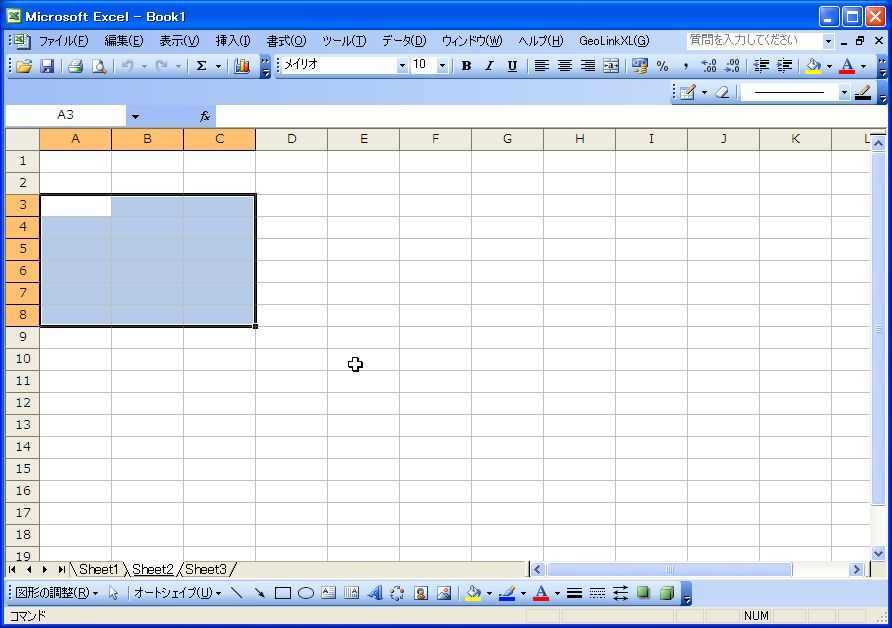 Microsoft Excel - Book1
ファイル(F) 編集(E) 表示(V) 挿入(I) 書式(O) ツール(T) データ(D) ウィンドウ(W) ヘルプ(H) GeoLinkXL(G) 質問を入力してください
Σ メイリオ 10 B I U % ,
A3 fx
A B C D E F G H I J K L
1
2
3
4
5
6
7
8
9
10
11
12
13
14
15
16
17
18
19
Sheet1 Sheet2 Sheet3
図形の調整(R) オートシェイプ(U) A A
コマンド NUM